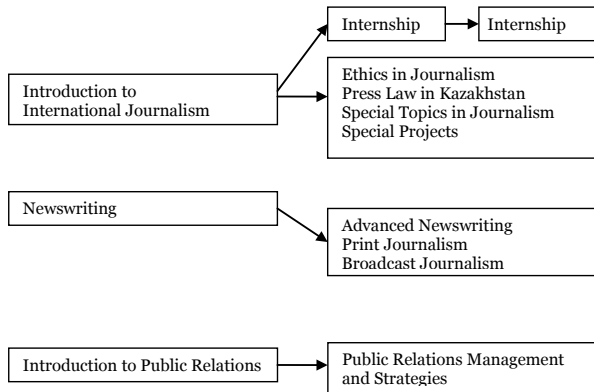 Internship
Internship
Introduction to
International Journalism
Ethics in Journalism
Press Law in Kazakhstan
Special Topics in Journalism
Special Projects
Newswriting
Advanced Newswriting
Print Journalism
Broadcast Journalism
Introduction to Public Relations
Public Relations Management
and Strategies